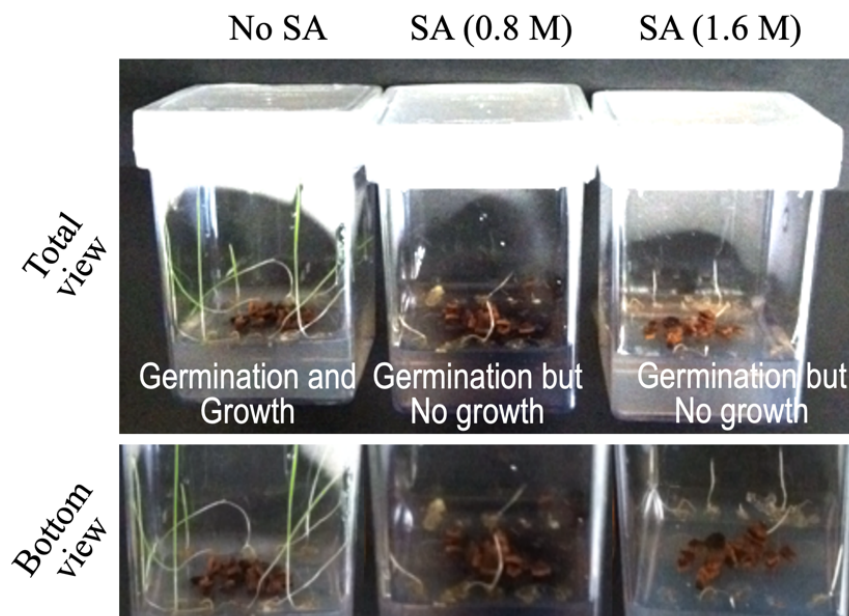 No SA SA (0.8 M) SA (1.6 M)
Total
view
Germination and
Growth
Germination but
No growth
Germination but
No growth
Bottom
view